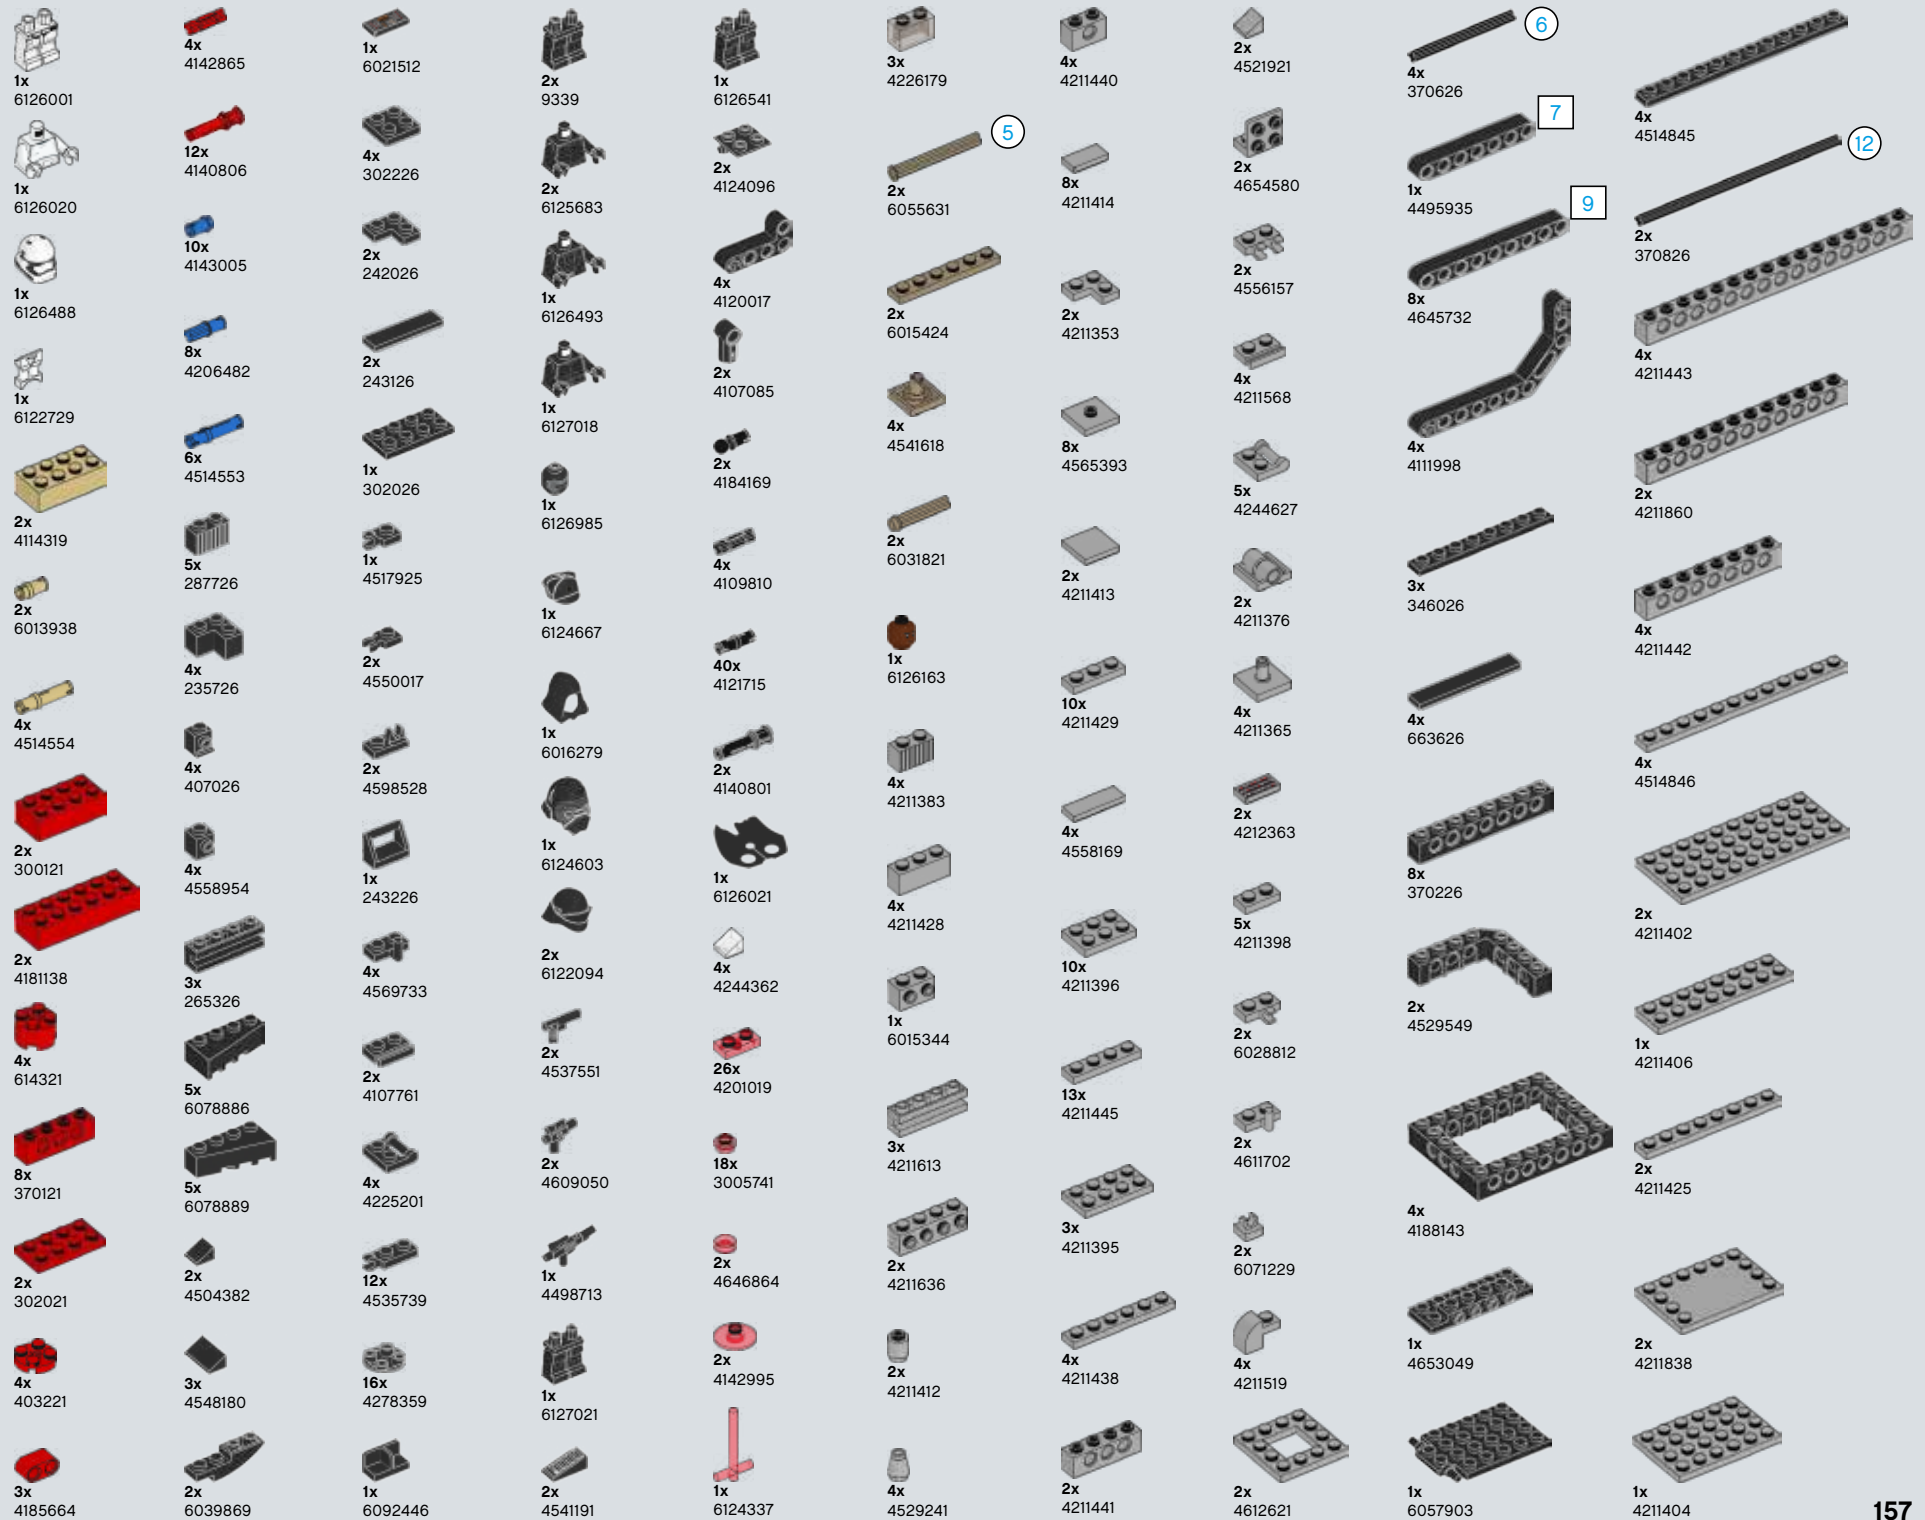 1x
6126001
1x
6126020
1x
6126488
1x
6122729
2x
4114319
2x
6013938
4x
4514554
2x
300121
2x
4181138
4x
614321
8x
370121
2x
302021
4x
403221
3x
4185664
4x
4142865
12x
4140806
10x
4143005
8x
4206482
6x
4514553
5x
287726
4x
235726
4x
407026
4x
4558954
3x
265326
5x
6078886
5x
6078889
2x
4504382
3x
4548180
2x
6039869
1x
6021512
4x
302226
2x
242026
2x
243126
1x
302026
1x
4517925
2x
4550017
2x
4598528
1x
243226
4x
4569733
2x
4107761
4x
4225201
12x
4535739
16x
4278359
1x
6092446
2x
9339
2x
6125683
1x
6126493
1x
6127018
1x
6126985
1x
6124667
1x
6016279
1x
6124603
2x
6122094
2x
4537551
2x
4609050
1x
4498713
1x
6127021
2x
4541191
1x
6126541
2x
4124096
4x
4120017
2x
4107085
2x
4184169
4x
4109810
40x
4121715
2x
4140801
1x
6126021
4x
4244362
26x
4201019
18x
3005741
2x
4646864
2x
4142995
1x
6124337
3x
4226179
5
2x
6055631
2x
6015424
4x
4541618
2x
6031821
1x
6126163
4x
4211383
4x
4211428
1x
6015344
3x
4211613
2x
4211636
2x
4211412
4x
4529241
4x
4211440
8x
4211414
2x
4211353
8x
4565393
2x
4211413
10x
4211429
4x
4558169
10x
4211396
13x
4211445
3x
4211395
4x
4211438
2x
4211441
2x
4521921
2x
4654580
2x
4556157
4x
4211568
5x
4244627
2x
4211376
4x
4211365
2x
4212363
5x
4211398
2x
6028812
2x
4611702
2x
6071229
4x
4211519
2x
4612621
6
4x
370626
7
1x
4495935
9
8x
4645732
4x
4111998
3x
346026
4x
663626
8x
370226
2x
4529549
4x
4188143
1x
4653049
1x
6057903
4x
4514845
12
2x
370826
4x
4211443
2x
4211860
4x
4211442
4x
4514846
2x
4211402
1x
4211406
2x
4211425
2x
4211838
1x
4211404
157